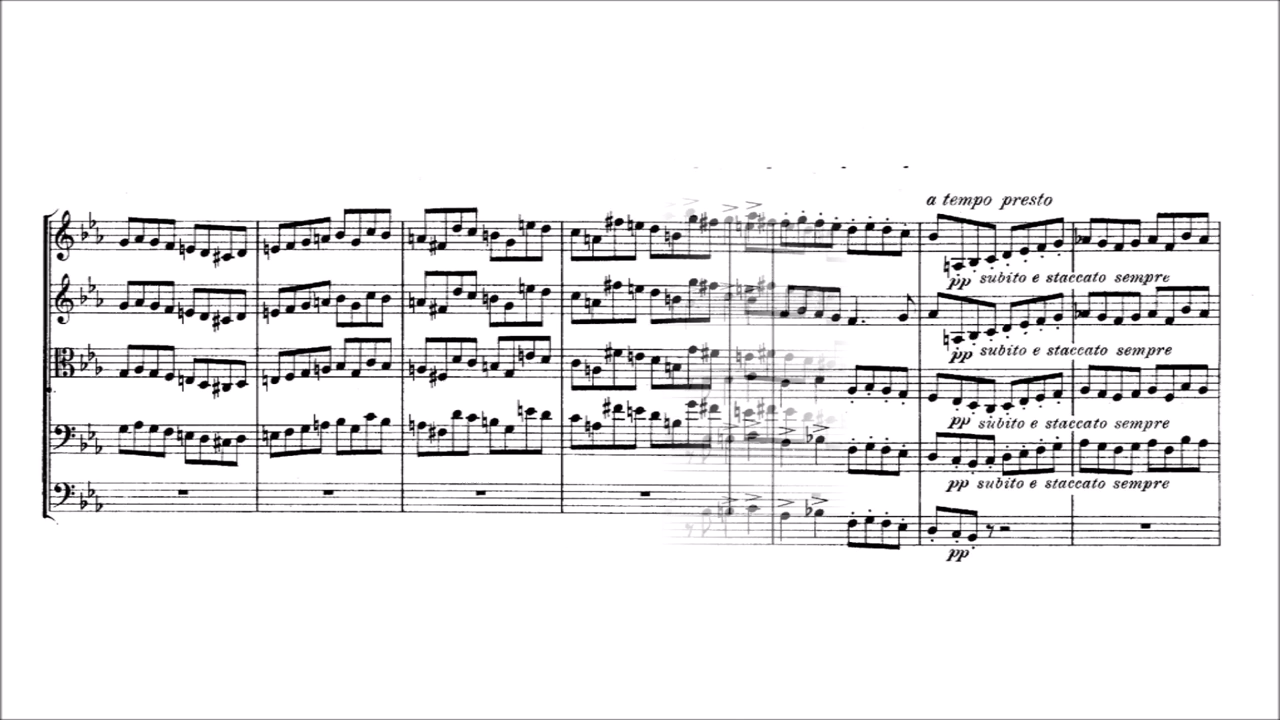 a tempo presto
pp subito e staccato sempre
pp subito e staccato sempre
pp subito e staccato sempre
pp subito e staccato sempre
pp